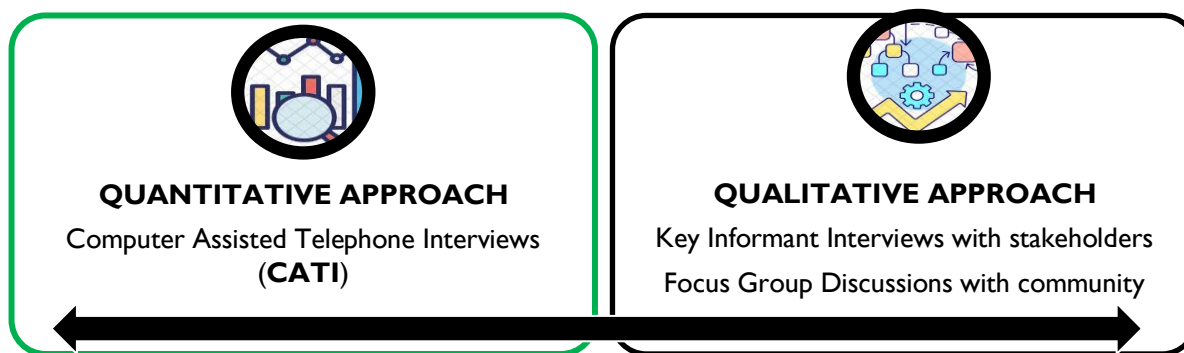 QUANTITATIVE APPROACH
Computer Assisted Telephone Interviews
(CATI)
QUALITATIVE APPROACH
Key Informant Interviews with stakeholders
Focus Group Discussions with community